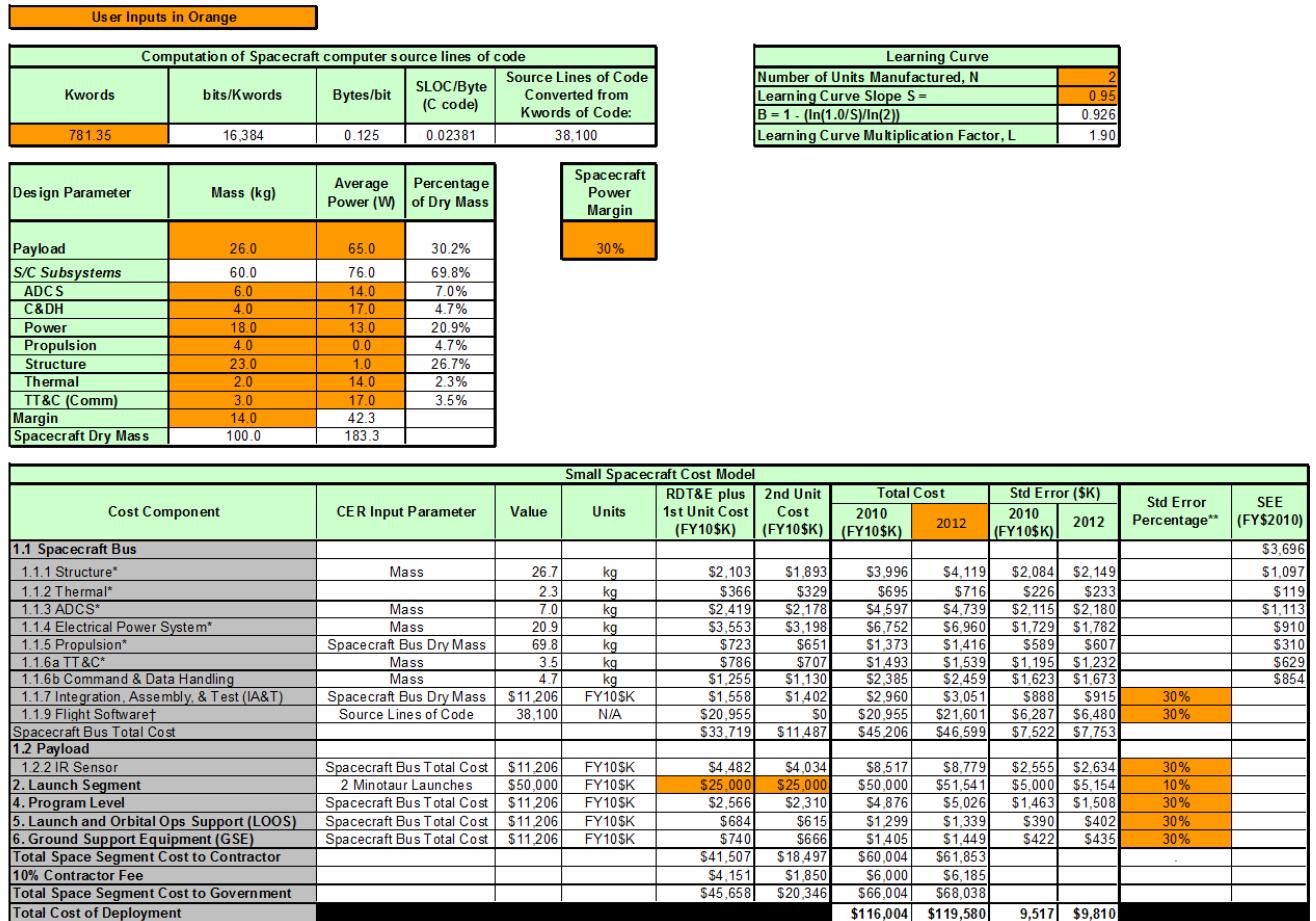 User Inputs in Orange
Computation of Spacecraft computer source lines of code
Kwords bits/Kwords Bytes/bit SLOC/Byte (C code) Source Lines of Code Converted from Kwords of Code:
781.35 16,384 0.125 0.02381 38,100
Learning Curve
Number of Units Manufactured, N 2
Learning Curve Slope S = 0.95
B = 1 - (ln(1.0/S)/ln(2)) 0.926
Learning Curve Multiplication Factor, L 1.90
Design Parameter Mass (kg) Average Power (W) Percentage of Dry Mass
Payload 26.0 65.0 30.2%
S/C Subsystems 60.0 76.0 69.8%
ADCS 6.0 14.0 7.0%
C&DH 4.0 17.0 4.7%
Power 18.0 13.0 20.9%
Propulsion 4.0 0.0 4.7%
Structure 23.0 1.0 26.7%
Thermal 2.0 14.0 2.3%
TT&C (Comm) 3.0 17.0 3.5%
Margin 14.0 42.3
Spacecraft Dry Mass 100.0 183.3
Spacecraft Power Margin
30%
Small Spacecraft Cost Model
Cost Component CER Input Parameter Value Units RDT&E plus 1st Unit Cost (FY10$K) 2nd Unit Cost (FY10$K) Total Cost 2010 (FY10$K) 2012 Std Error ($K) 2010 (FY10$K) 2012 Std Error Percentage** SEE (FY$2010)
1.1 Spacecraft Bus $3,696
1.1.1 Structure* Mass 26.7 kg $2,103 $1,893 $3,996 $4,119 $2,084 $2,149 $1,097
1.1.2 Thermal* 2.3 kg $366 $329 $695 $716 $226 $233 $119
1.1.3 ADCS* Mass 7.0 kg $2,419 $2,178 $4,597 $4,739 $2,115 $2,180 $1,113
1.1.4 Electrical Power System* Mass 20.9 kg $3,553 $3,198 $6,752 $6,960 $1,729 $1,782 $910
1.1.5 Propulsion* Spacecraft Bus Dry Mass 69.8 kg $723 $651 $1,373 $1,416 $589 $607 $310
1.1.6a TT&C* Mass 3.5 kg $786 $707 $1,493 $1,539 $1,195 $1,232 $629
1.1.6b Command & Data Handling Mass 4.7 kg $1,255 $1,130 $2,385 $2,459 $1,623 $1,673 $854
1.1.7 Integration, Assembly, & Test (IA&T) Spacecraft Bus Dry Mass $11,206 FY10$K $1,558 $1,402 $2,960 $3,051 $888 $915 30%
1.1.9 Flight Software† Source Lines of Code 38,100 N/A $20,955 $0 $20,955 $21,601 $6,287 $6,480 30%
Spacecraft Bus Total Cost $33,719 $11,487 $45,206 $46,599 $7,522 $7,753
1.2 Payload
1.2.2 IR Sensor Spacecraft Bus Total Cost $11,206 FY10$K $4,482 $4,034 $8,517 $8,779 $2,555 $2,634 30%
2. Launch Segment 2 Minotaur Launches $50,000 FY10$K $25,000 $25,000 $50,000 $51,541 $5,000 $5,154 10%
4. Program Level Spacecraft Bus Total Cost $11,206 FY10$K $2,566 $2,310 $4,876 $5,026 $1,463 $1,508 30%
5. Launch and Orbital Ops Support (LOOS) Spacecraft Bus Total Cost $11,206 FY10$K $684 $615 $1,299 $1,339 $390 $402 30%
6. Ground Support Equipment (GSE) Spacecraft Bus Total Cost $11,206 FY10$K $740 $666 $1,405 $1,449 $422 $435 30%
Total Space Segment Cost to Contractor $41,507 $18,497 $60,004 $61,853 .
10% Contractor Fee $4,151 $1,850 $6,000 $6,185
Total Space Segment Cost to Government $45,658 $20,346 $66,004 $68,038
Total Cost of Deployment $116,004 $119,580 9,517 $9,810